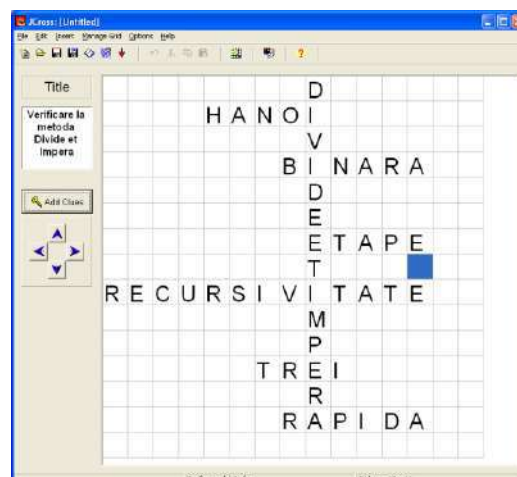 JCross: [Untitled]
File Edit Insert Manage Grid Options Help
Title
Verificare la
metoda
Divide et
Impera
Add Clues
D
HANOI
V
BINARA
D
E
ETAPE
T
RECURSIVITATE
M
P
TREI
R
RAPIDA